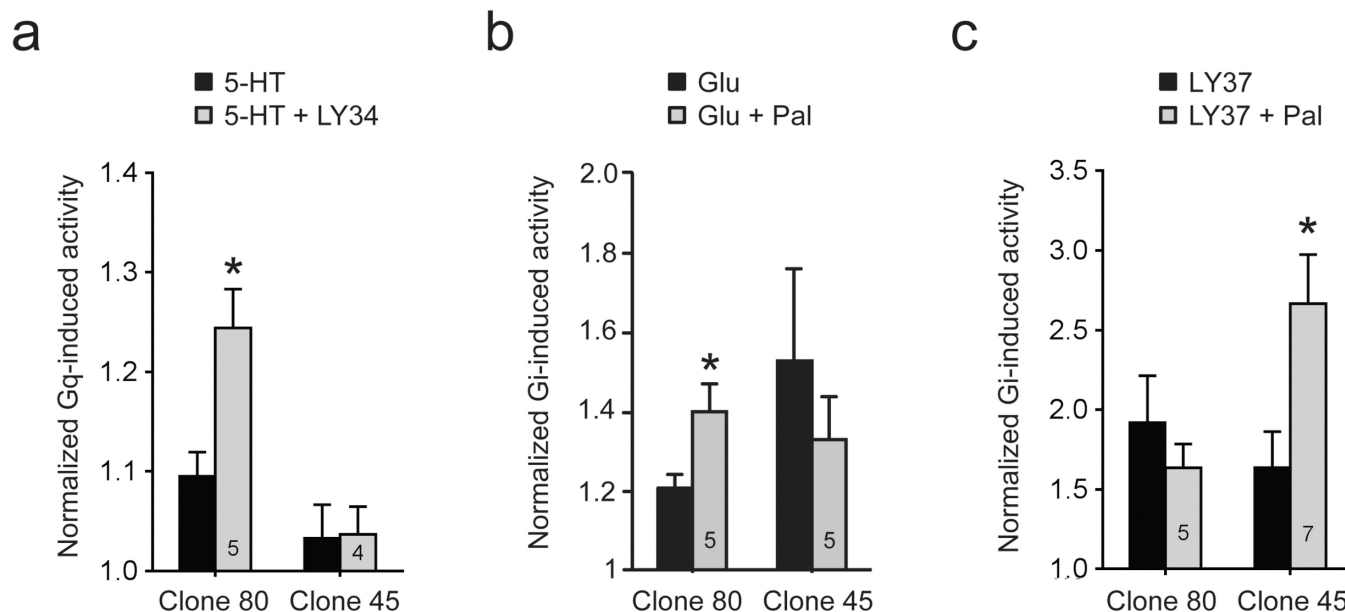 a
5-HT
5-HT + LY34
Normalized Gq-induced activity
1.4
1.3
1.2
1.1
1.0
*
5
4
Clone 80 Clone 45
b
Glu
Glu + Pal
Normalized Gi-induced activity
2.0
1.8
1.6
1.4
1.2
1
*
5
5
Clone 80 Clone 45
c
LY37
LY37 + Pal
Normalized Gi-induced activity
3.5
3.0
2.5
2.0
1.5
1.0
*
5
7
Clone 80 Clone 45